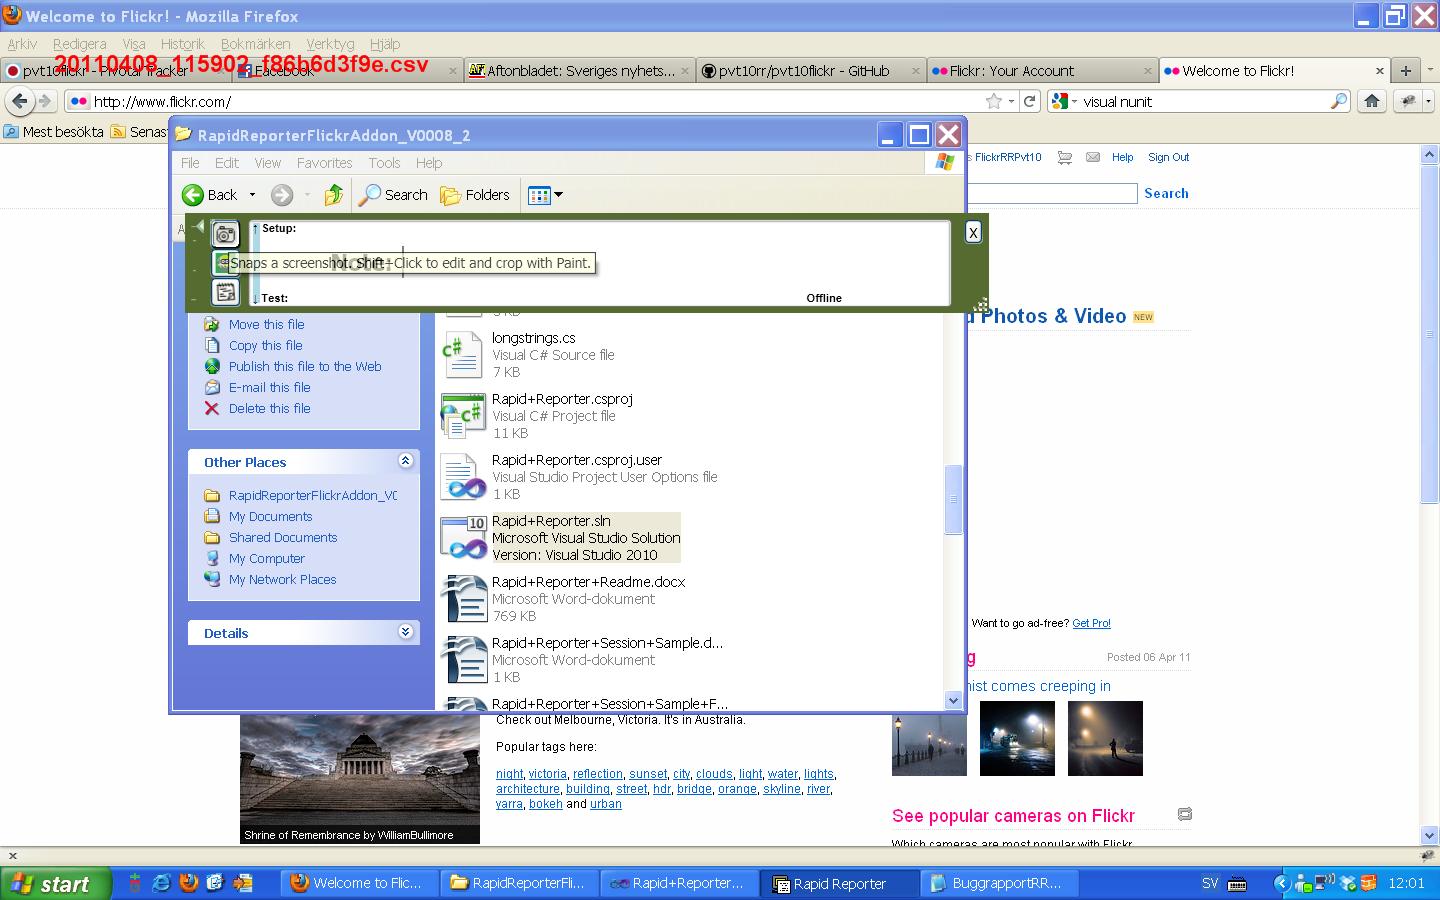 Welcome to Flickr! - Mozilla Firefox
Arkiv Redigera Visa Historik Bokmärken Verktyg Hjälp
20110408_115902_f86b6d3f9e.csv
pvt10flickr - Pivotal Tracker
Facebook
Aftonbladet: Sveriges nyhets...
pvt10rr/pvt10flickr - GitHub
Flickr: Your Account
Welcome to Flickr!
http://www.flickr.com/
visual nunit
Mest besökta
Senas
RapidReporterFlickrAddon_V0008_2
File Edit View Favorites Tools Help
FlickrRRPvt10 Help Sign Out
Back Search Folders
Search
A
Setup:
X
Note:
Snaps a screenshot. Shift+Click to edit and crop with Paint.
Test: Offline
Photos & Video NEW
Move this file
Copy this file
Publish this file to the Web
E-mail this file
Delete this file
Other Places
RapidReporterFlickrAddon_V0
My Documents
Shared Documents
My Computer
My Network Places
Details
longstrings.cs
Visual C# Source file
7 KB
Rapid+Reporter.csproj
Visual C# Project file
11 KB
Rapid+Reporter.csproj.user
Visual Studio Project User Options file
1 KB
Rapid+Reporter.sln
Microsoft Visual Studio Solution
Version: Visual Studio 2010
Rapid+Reporter+Readme.docx
Microsoft Word-dokument
769 KB
Rapid+Reporter+Session+Sample.d...
Microsoft Word-dokument
1 KB
Rapid+Reporter+Session+Sample+F...
Want to go ad-free? Get Pro!
g Posted 06 Apr 11
nist comes creeping in
Check out Melbourne, Victoria. It's in Australia.
Popular tags here:
night, victoria, reflection, sunset, city, clouds, light, water, lights,
architecture, building, street, hdr, bridge, orange, skyline, river,
yarra, bokeh and urban
Shrine of Remembrance by WilliamBullimore
See popular cameras on Flickr
Which cameras are most popular with Flickr
x
start
Welcome to Flic...
RapidReporterFli...
Rapid+Reporter...
Rapid Reporter
BuggrapportRR...
SV
12:01